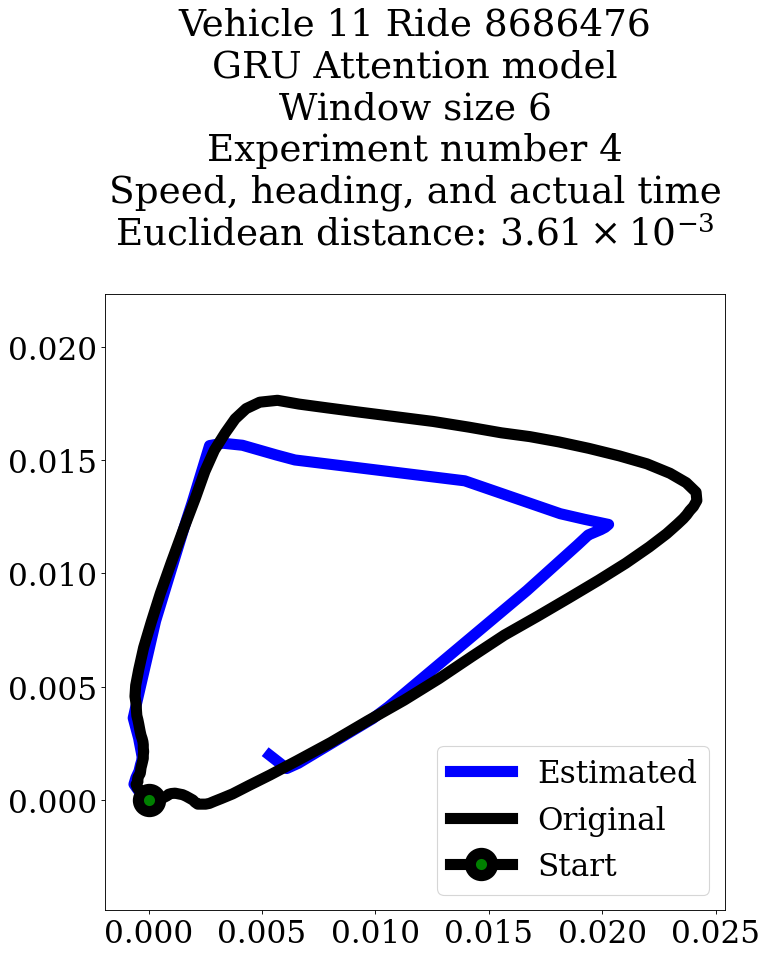 Vehicle 11 Ride 8686476
GRU Attention model
Window size 6
Experiment number 4
Speed, heading, and actual time
Euclidean distance: 3.61 × 10⁻³
0.020
0.015
0.010
0.005
0.000
Estimated
Original
Start
0.000 0.005 0.010 0.015 0.020 0.025